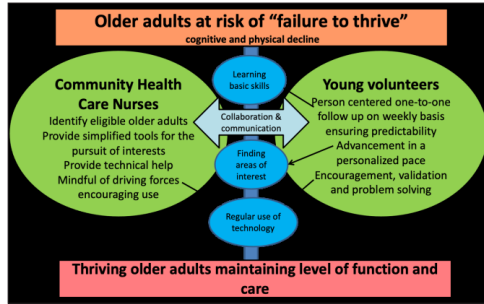 Older adults at risk of “failure to thrive”
cognitive and physical decline
Community Health
Care Nurses
Identify eligible older adults
Provide simplified tools for the
pursuit of interests
Provide technical help
Mindful of driving forces
encouraging use
Learning
basic skills
Collaboration &
communication
Finding
areas of
interest
Regular use of
technology
Young volunteers
Person centered one-to-one
follow up on weekly basis
ensuring predictability
Advancement in a
personalized pace
Encouragement, validation
and problem solving
Thriving older adults maintaining level of function and
care